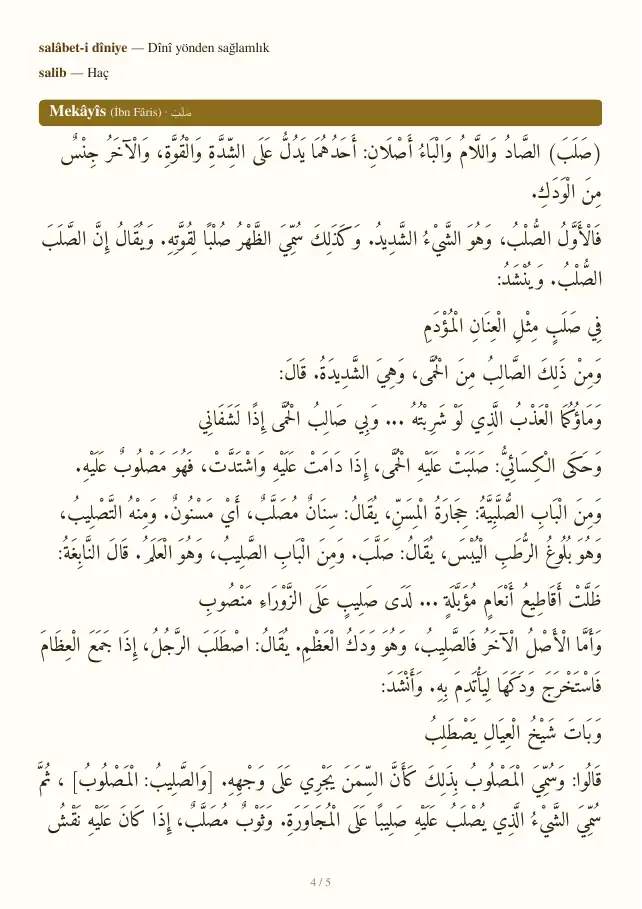 salâbet-i dîniye — Dînî yönden sağlamlık
salib — Haç
Mekâyîs (İbn Fâris) · صَلَبَ
(صَلَبَ) الصَّادُ وَاللَّامُ وَالْبَاءُ أَصْلَانِ: أَحَدُهُمَا يَدُلُّ عَلَى الشِّدَّةِ وَالْقُوَّةِ، وَالْآخَرُ جِنْسٌ
مِنَ الْوَدَكِ.
فَالْأَوَّلُ الصُّلْبُ، وَهُوَ الشَّيْءُ الشَّدِيدُ. وَكَذَلِكَ سُمِّيَ الظَّهْرُ صُلْبًا لِقُوَّتِهِ. وَيُقَالُ إِنَّ الصَّلَبَ
الصُّلْبُ. وَيُنْشَدُ:
فِي صَلَبٍ مِثْلِ الْعِنَانِ الْمُؤْدَمِ
وَمِنْ ذَلِكَ الصَّالِبُ مِنَ الْحُمَّى، وَهِيَ الشَّدِيدَةُ. قَالَ:
وَمَاؤُكُمَا الْعَذْبُ الَّذِي لَوْ شَرِبْتُهُ ... وَبِي صَالِبُ الْحُمَّى إِذًا لَشَفَانِي
وَحَكَى الْكِسَائِيُّ: صَلَبَتْ عَلَيْهِ الْحُمَّى، إِذَا دَامَتْ عَلَيْهِ وَاشْتَدَّتْ، فَهُوَ مَصْلُوبٌ عَلَيْهِ.
وَمِنَ الْبَابِ الصُّلَّبِيَّةُ: حِجَارَةُ الْمِسَنِّ، يُقَالُ: سِنَانٌ مُصَلَّبٌ، أَيْ مَسْنُونٌ. وَمِنْهُ التَّصْلِيبُ،
وَهُوَ بُلُوغُ الرُّطَبِ الْيُبْسَ، يُقَالُ: صَلَّبَ. وَمِنَ الْبَابِ الصَّلِيبُ، وَهُوَ الْعَلَمُ. قَالَ النَّابِغَةُ:
ظَلَّتْ أَقَاطِيعُ أَنْعَامٍ مُؤَبَّلَةٍ ... لَدَى صَلِيبٍ عَلَى الزَّوْرَاءِ مَنْصُوبِ
وَأَمَّا الْأَصْلُ الْآخَرُ فَالصَّلِيبُ، وَهُوَ وَدَكُ الْعَظْمِ. يُقَالُ: اصْطَلَبَ الرَّجُلُ، إِذَا جَمَعَ الْعِظَامَ
فَاسْتَخْرَجَ وَدَكَهَا لِيَأْتَدِمَ بِهِ. وَأَنْشَدَ:
وَبَاتَ شَيْخُ الْعِيَالِ يَصْطَلِبُ
قَالُوا: وَسُمِّيَ الْمَصْلُوبُ بِذَلِكَ كَأَنَّ السِّمَنَ يَجْرِي عَلَى وَجْهِهِ. [وَالصَّلِيبُ: الْمَصْلُوبُ] ، ثُمَّ
سُمِّيَ الشَّيْءُ الَّذِي يُصْلَبُ عَلَيْهِ صَلِيبًا عَلَى الْمُجَاوَرَةِ. وَثَوْبٌ مُصَلَّبٌ، إِذَا كَانَ عَلَيْهِ نَقْشُ
4 / 5